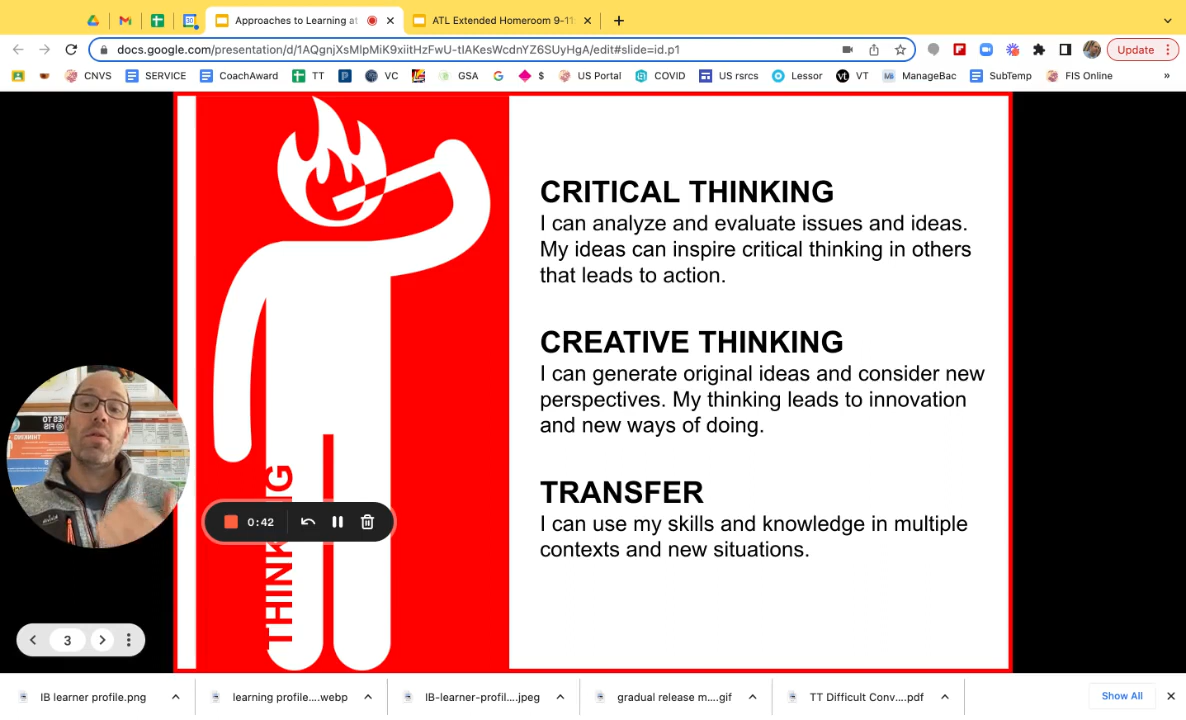 Approaches to Learning at
ATL Extended Homeroom 9-11
docs.google.com/presentation/d/1AQgnjXsMlpMiK9xiitHzFwU-tIAKesWcdnYZ6SUyHgA/edit#slide=id.p1
Update
CNVS
SERVICE
CoachAward
TT
VC
GSA
$
US Portal
COVID
US rsrcs
Lessor
VT
ManageBac
SubTemp
FIS Online
»
CRITICAL THINKING
I can analyze and evaluate issues and ideas.
My ideas can inspire critical thinking in others
that leads to action.
CREATIVE THINKING
I can generate original ideas and consider new
perspectives. My thinking leads to innovation
and new ways of doing.
TRANSFER
I can use my skills and knowledge in multiple
contexts and new situations.
THINKING
0:42
3
IB learner profile.png
learning profile....webp
IB-learner-profil....jpeg
gradual release m....gif
TT Difficult Conv....pdf
Show All